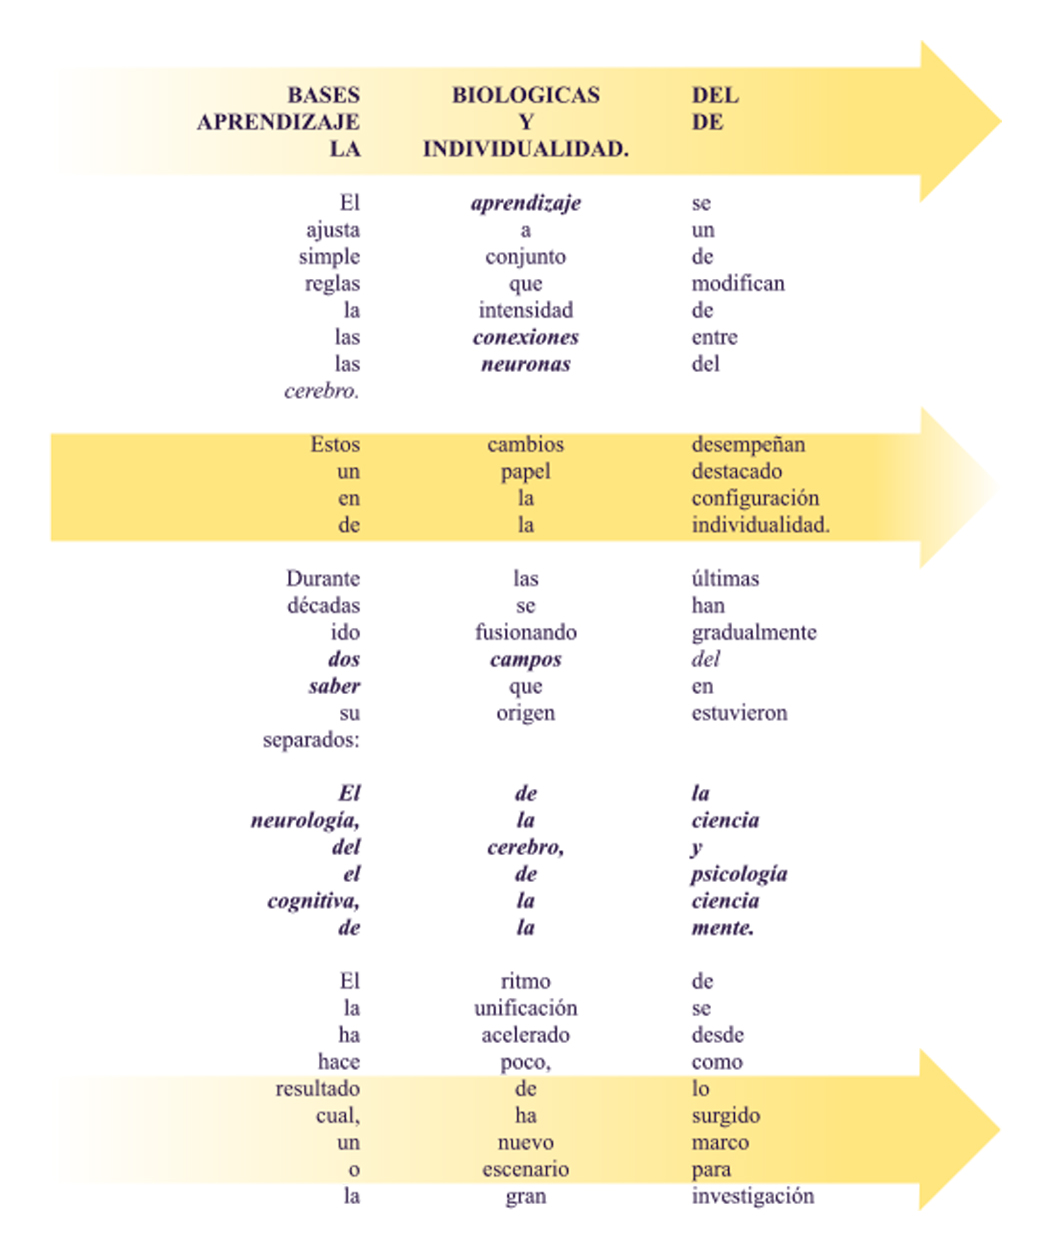 BASES BIOLOGICAS DEL
APRENDIZAJE Y DE
LA INDIVIDUALIDAD.
El aprendizaje se
ajusta a un
simple conjunto de
reglas que modifican
la intensidad de
las conexiones entre
las neuronas del
cerebro.
Estos cambios desempeñan
un papel destacado
en la configuración
de la individualidad.
Durante las últimas
décadas se han
ido fusionando gradualmente
dos campos del
saber que en
su origen estuvieron
separados:
El de la
neurología, la ciencia
del cerebro, y
el de psicología
cognitiva, la ciencia
de la mente.
El ritmo de
la unificación se
ha acelerado desde
hace poco, como
resultado de lo
cual, ha surgido
un nuevo marco
o escenario para
la gran investigación